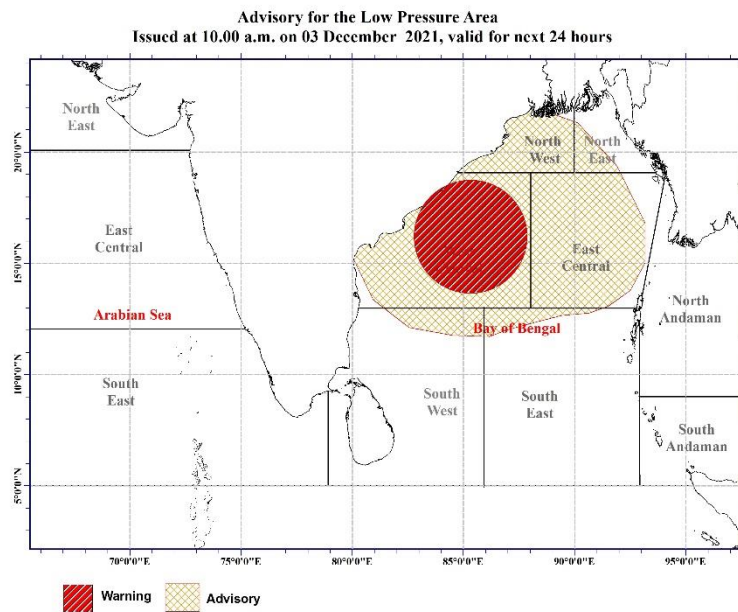 Advisory for the Low Pressure Area
Issued at 10.00 a.m. on 03 December 2021, valid for next 24 hours
North
East
North
West
North
East
20°0'0"N
East
Central
East
Central
15°0'0"N
North
Andaman
Arabian Sea
Bay of Bengal
10°0'0"N
South
East
South
West
South
East
South
Andaman
5°0'0"N
70°0'0"E
75°0'0"E
80°0'0"E
85°0'0"E
90°0'0"E
95°0'0"E
Warning
Advisory